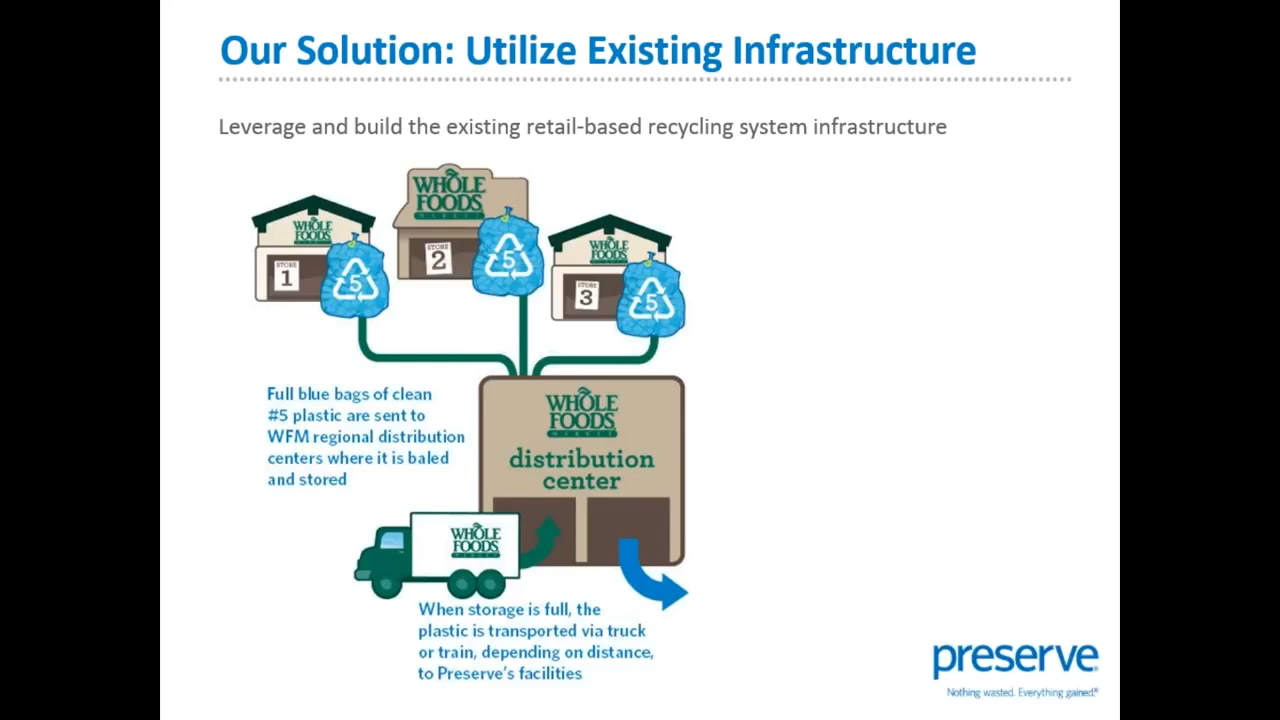 Our Solution: Utilize Existing Infrastructure
Leverage and build the existing retail-based recycling system infrastructure
WHOLE
FOODS
MARKET
STORE
2
5
WHOLE
FOODS
STORE
1
5
WHOLE
FOODS
STORE
3
5
Full blue bags of clean
#5 plastic are sent to
WFM regional distribution
centers where it is baled
and stored
WHOLE
FOODS
MARKET
distribution
center
WHOLE
FOODS
MARKET
When storage is full, the
plastic is transported via truck
or train, depending on distance,
to Preserve's facilities
preserve®
Nothing wasted. Everything gained.®